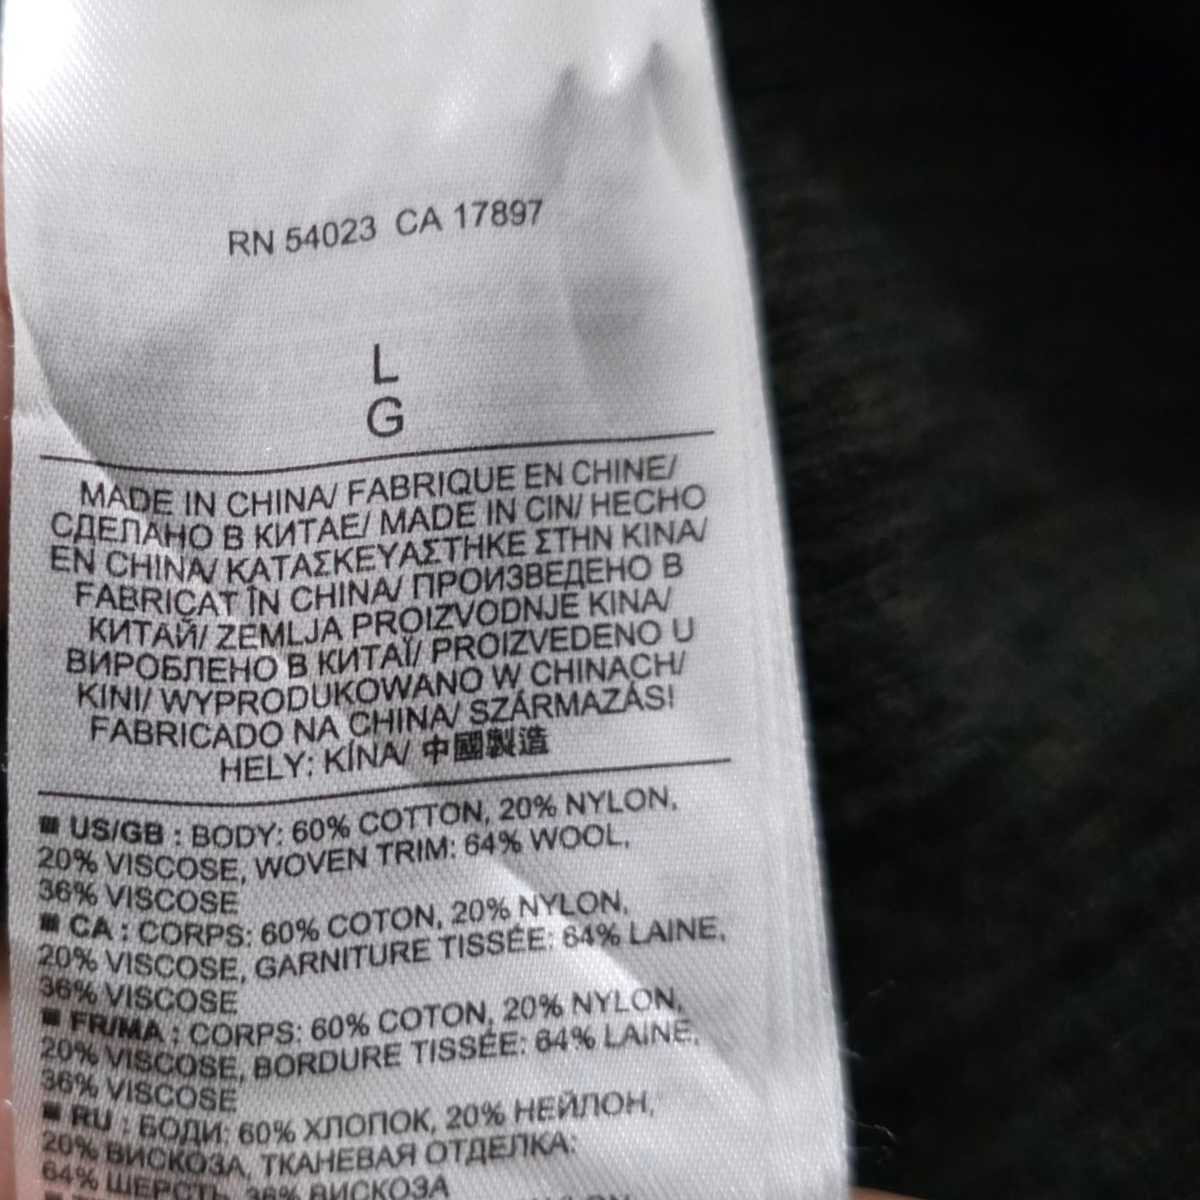 RN 54023 CA 17897
L
G
MADE IN CHINA/ FABRIQUE EN CHINE/
СДЕЛАНО В КИТАЕ/ MADE IN CIN/ HECHO
EN CHINA/ ΚΑΤΑΣΚΕΥΑΣΤΗΚΕ ΣΤΗΝ ΚΙΝΑ/
FABRICAT ÎN CHINA/ ПРОИЗВЕДЕНО В
КИТАЙ/ ZEMLJA PROIZVODNJE KINA/
ВИРОБЛЕНО В КИТАЇ/ PROIZVEDENO U
KINI/ WYPRODUKOWANO W CHINACH/
FABRICADO NA CHINA/ SZÁRMAZÁSI
HELY: KÍNA/ 中國製造
■ US/GB : BODY: 60% COTTON, 20% NYLON,
20% VISCOSE, WOVEN TRIM: 64% WOOL,
36% VISCOSE
■ CA : CORPS: 60% COTON, 20% NYLON,
20% VISCOSE, GARNITURE TISSÉE: 64% LAINE,
36% VISCOSE
■ FR/MA : CORPS: 60% COTON, 20% NYLON,
20% VISCOSE, BORDURE TISSÉE: 64% LAINE,
36% VISCOSE
■ RU : БОДИ: 60% ХЛОПОК, 20% НЕЙЛОН,
20% ВИСКОЗА, ТКАНЕВАЯ ОТДЕЛКА:
64% ШЕРСТЬ, 36% ВИСКОЗА